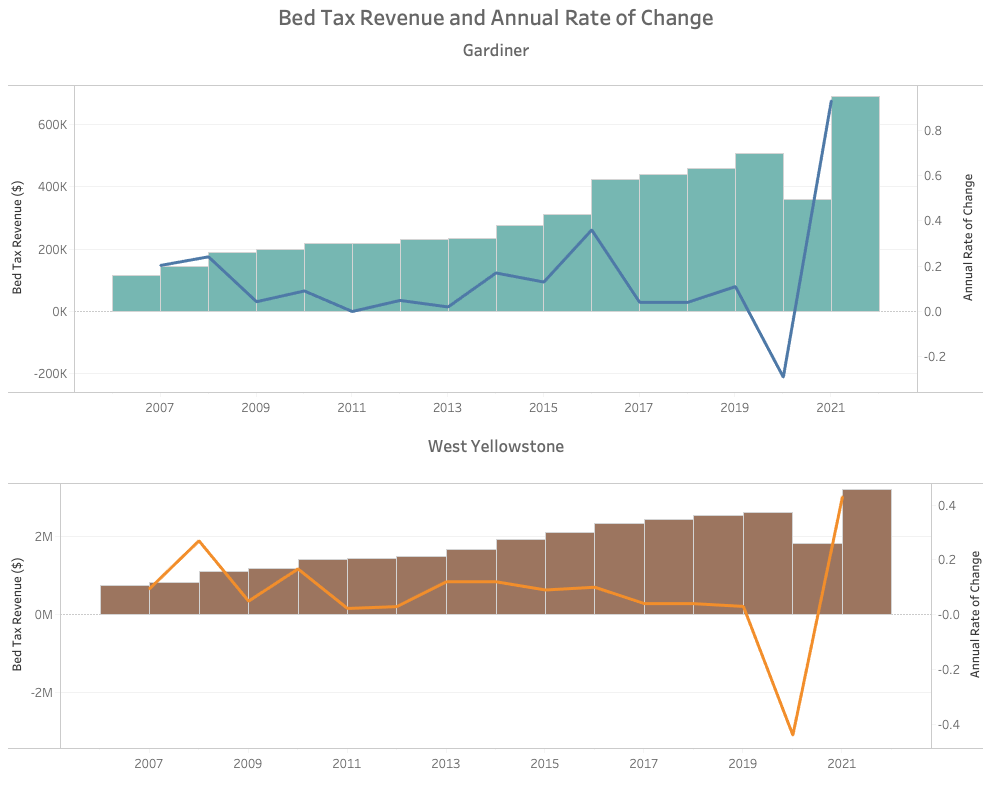 Bed Tax Revenue and Annual Rate of Change
Gardiner
Bed Tax Revenue ($)
600K
400K
200K
0K
-200K
0.8
0.6
0.4
0.2
0.0
-0.2
Annual Rate of Change
2007 2009 2011 2013 2015 2017 2019 2021
West Yellowstone
Bed Tax Revenue ($)
2M
0M
-2M
0.4
0.2
-0.0
-0.2
-0.4
Annual Rate of Change
2007 2009 2011 2013 2015 2017 2019 2021